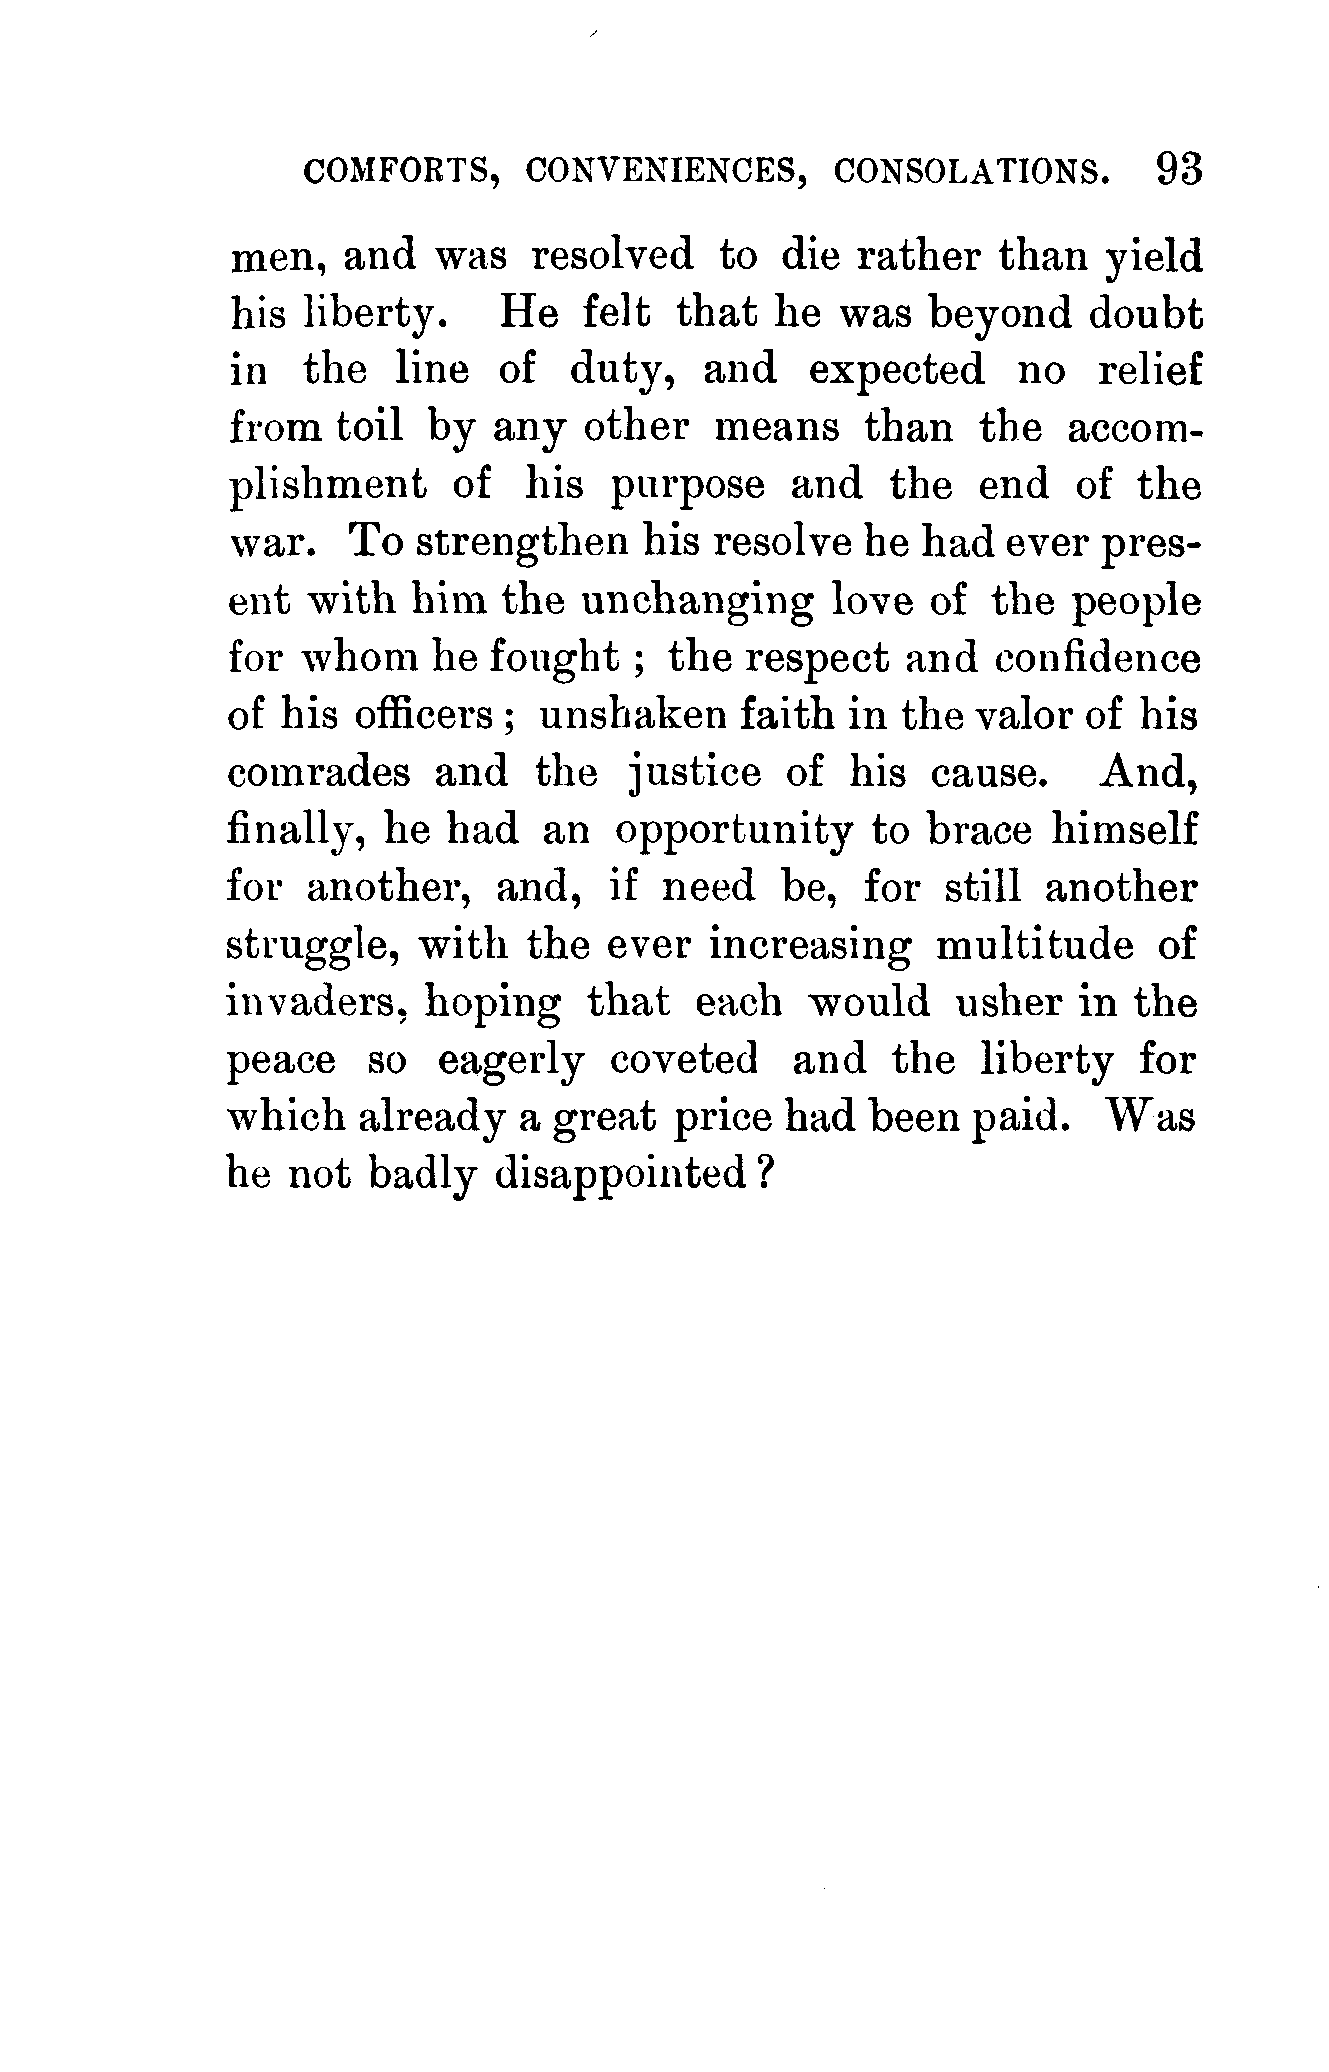 COMFORTS, CONVENIENCES, CONSOLATIONS. 93
men, and was resolved to die rather than yield
his liberty. He felt that he was beyond doubt
in the line of duty, and expected no relief
from toil by any other means than the accom-
plishment of his purpose and the end of the
war. To strengthen his resolve he had ever pres-
ent with him the unchanging love of the people
for whom he fought ; the respect and confidence
of his officers ; unshaken faith in the valor of his
comrades and the justice of his cause. And,
finally, he had an opportunity to brace himself
for another, and, if need be, for still another
struggle, with the ever increasing multitude of
invaders, hoping that each would usher in the
peace so eagerly coveted and the liberty for
which already a great price had been paid. Was
he not badly disappointed ?